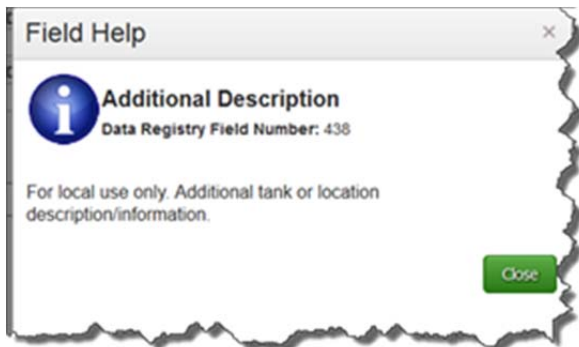 Field Help ×
i
Additional Description
Data Registry Field Number: 438
For local use only. Additional tank or location
description/information.
Close